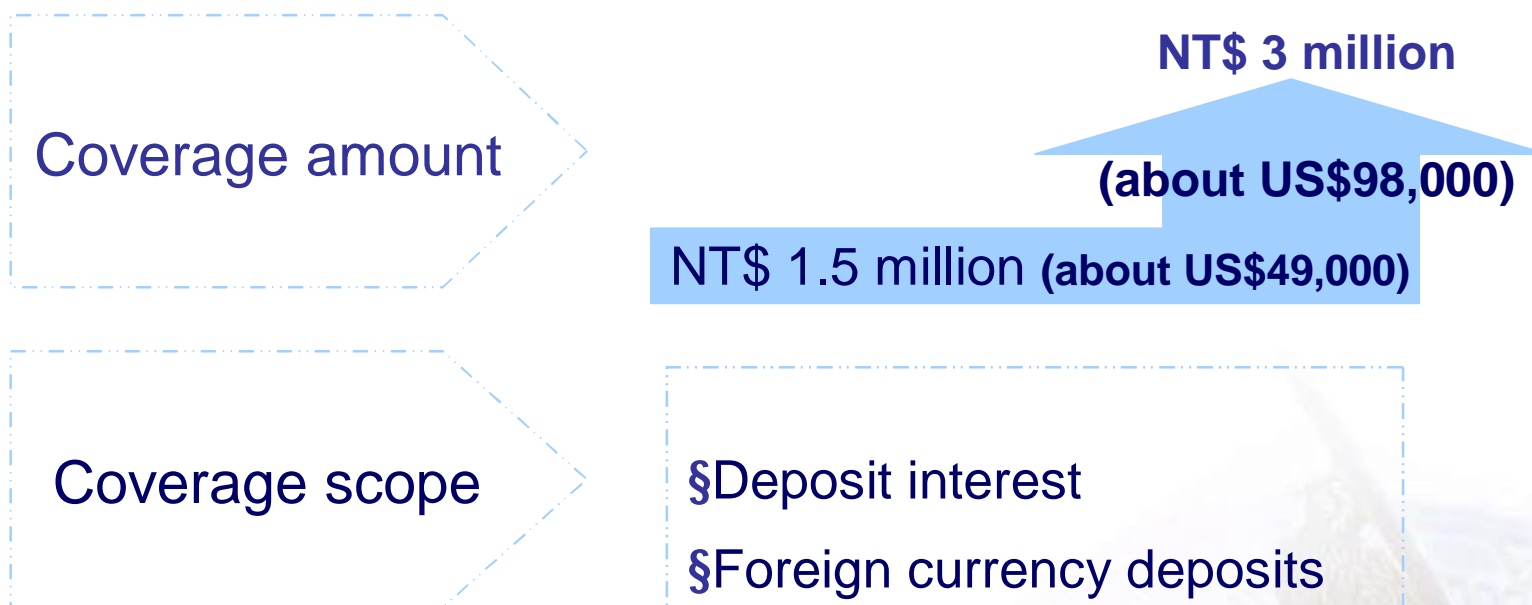 NT$ 3 million
Coverage amount
(about US$98,000)
NT$ 1.5 million (about US$49,000)
Coverage scope
§Deposit interest
§Foreign currency deposits